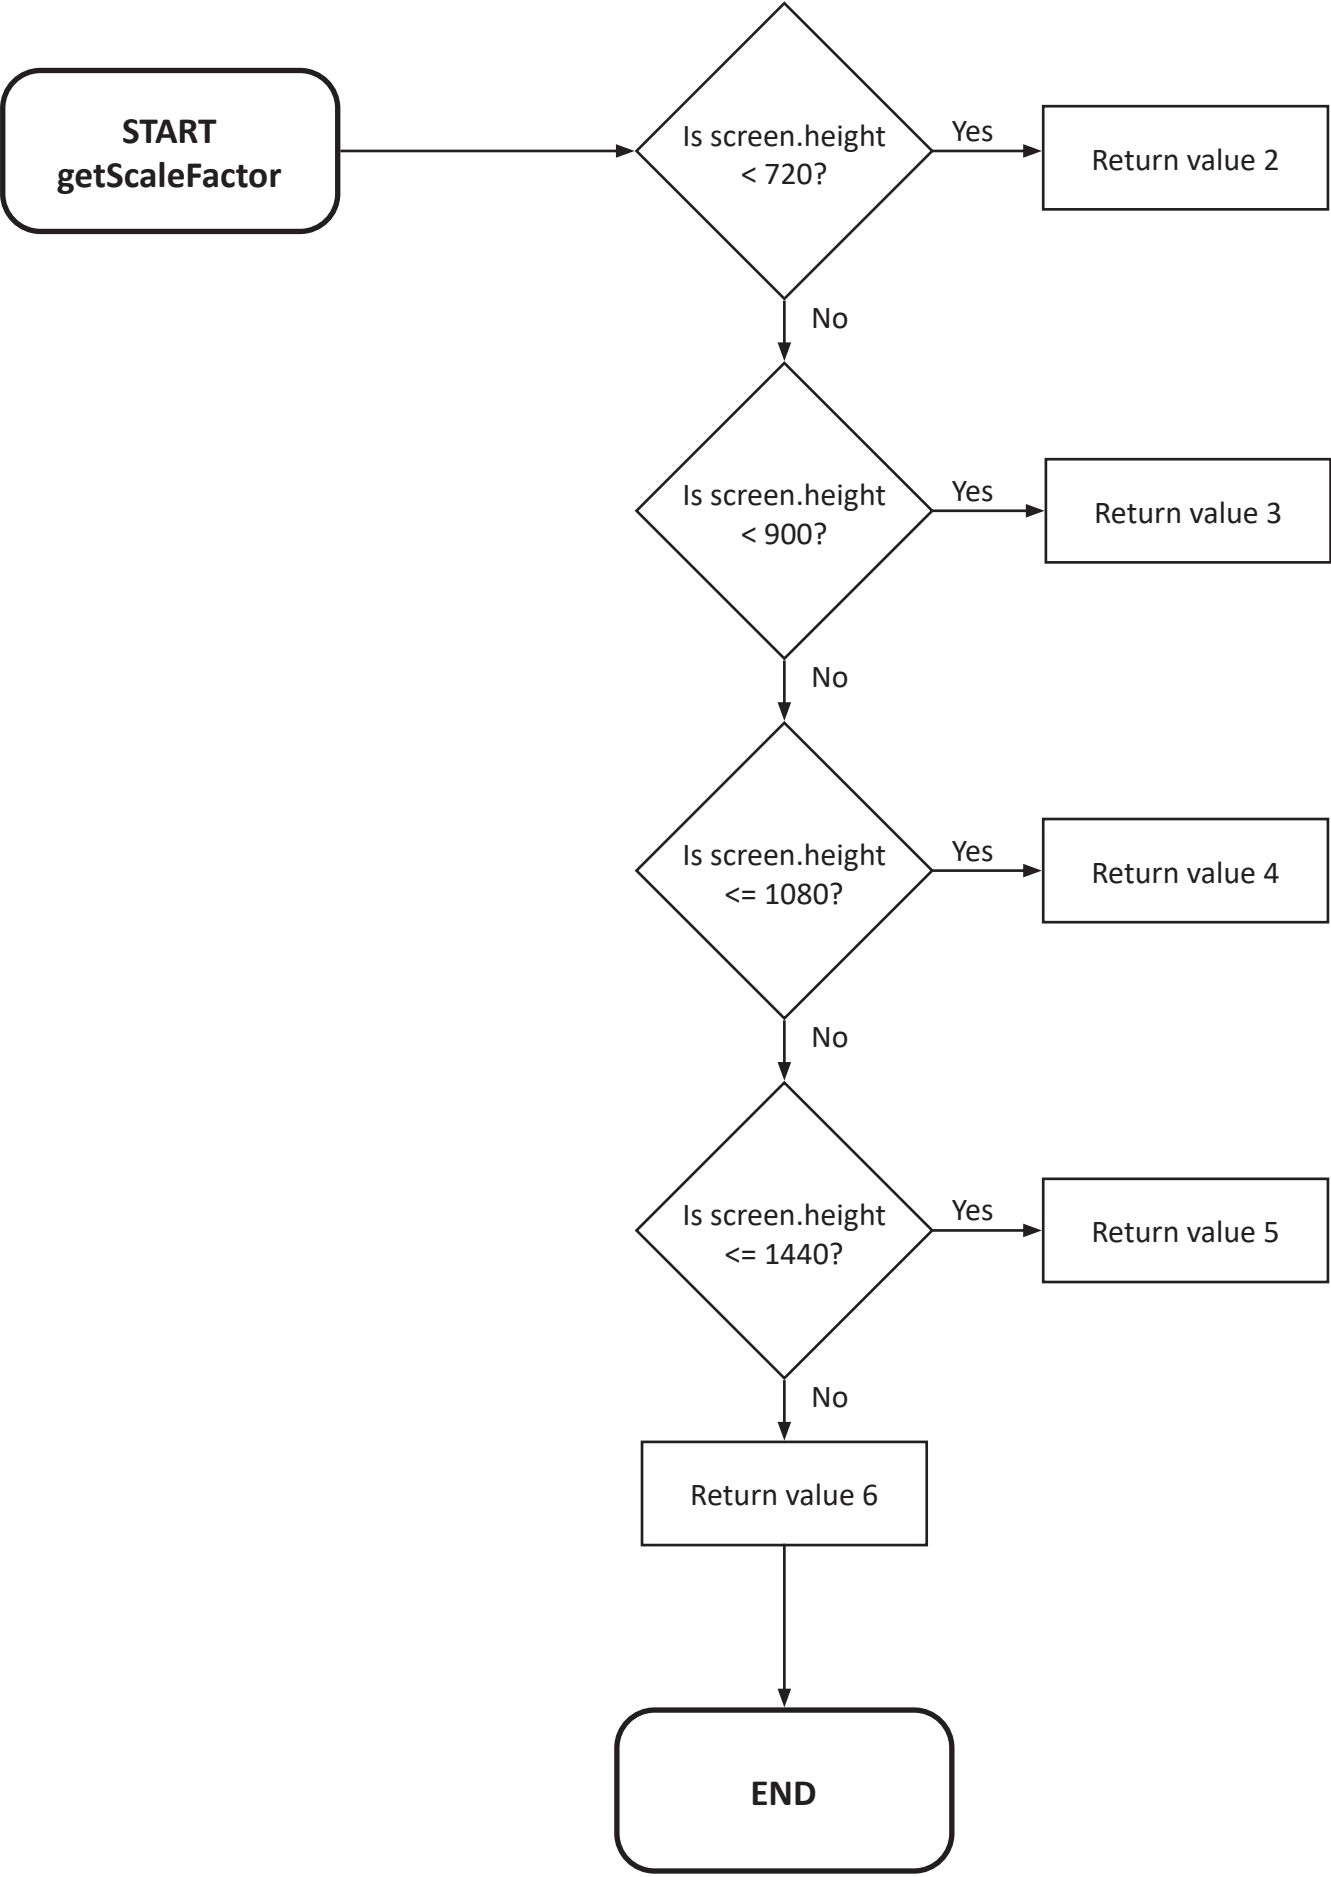 START
getScaleFactor
Is screen.height
< 720?
Yes
Return value 2
No
Is screen.height
< 900?
Yes
Return value 3
No
Is screen.height
<= 1080?
Yes
Return value 4
No
Is screen.height
<= 1440?
Yes
Return value 5
No
Return value 6
END